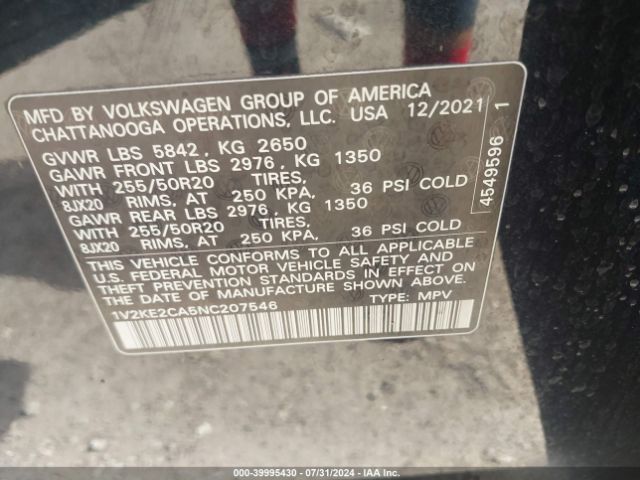 MFD BY VOLKSWAGEN GROUP OF AMERICA
CHATTANOOGA OPERATIONS, LLC. USA 12/2021
GVWR LBS 5842 , KG 2650
GAWR FRONT LBS 2976 , KG 1350
WITH 255/50R20 TIRES,
8JX20 RIMS, AT 250 KPA, 36 PSI COLD
GAWR REAR LBS 2976 , KG 1350
WITH 255/50R20 TIRES,
8JX20 RIMS, AT 250 KPA, 36 PSI COLD
THIS VEHICLE CONFORMS TO ALL APPLICABLE
U.S. FEDERAL MOTOR VEHICLE SAFETY AND
THEFT PREVENTION STANDARDS IN EFFECT ON
THE DATE OF MANUFACTURE SHOWN ABOVE.
1V2KE2CA5NC207546 TYPE: MPV
4549596 1
000-39995430 - 07/31/2024 - IAA Inc.